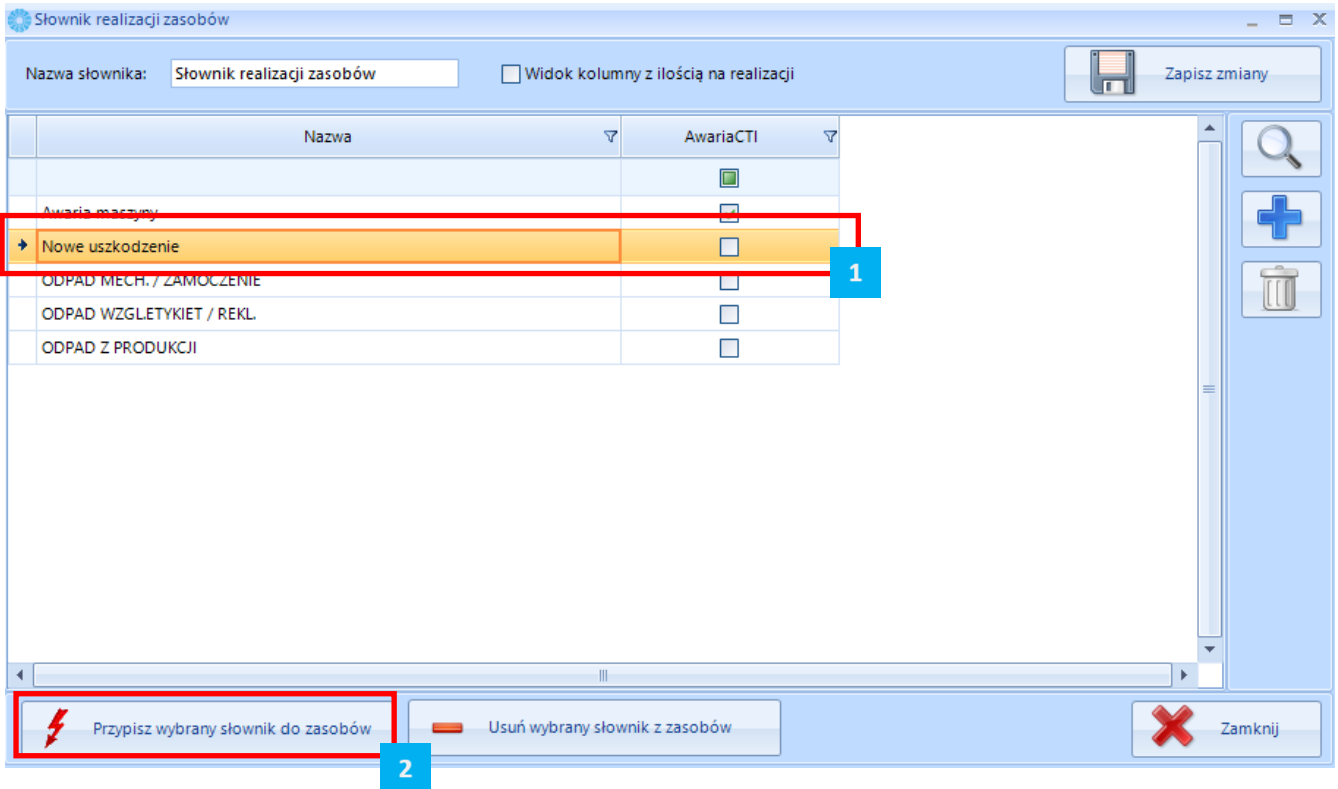 Słownik realizacji zasobów
Nazwa słownika: Słownik realizacji zasobów Widok kolumny z ilością na realizacji Zapisz zmiany
Nazwa AwariaCTI
Awaria maszyny
Nowe uszkodzenie
1
ODPAD MECH. / ZAMOCZENIE
ODPAD WZGL.ETYKIET / REKL.
ODPAD Z PRODUKCJI
Przypisz wybrany słownik do zasobów Usuń wybrany słownik z zasobów Zamknij
2